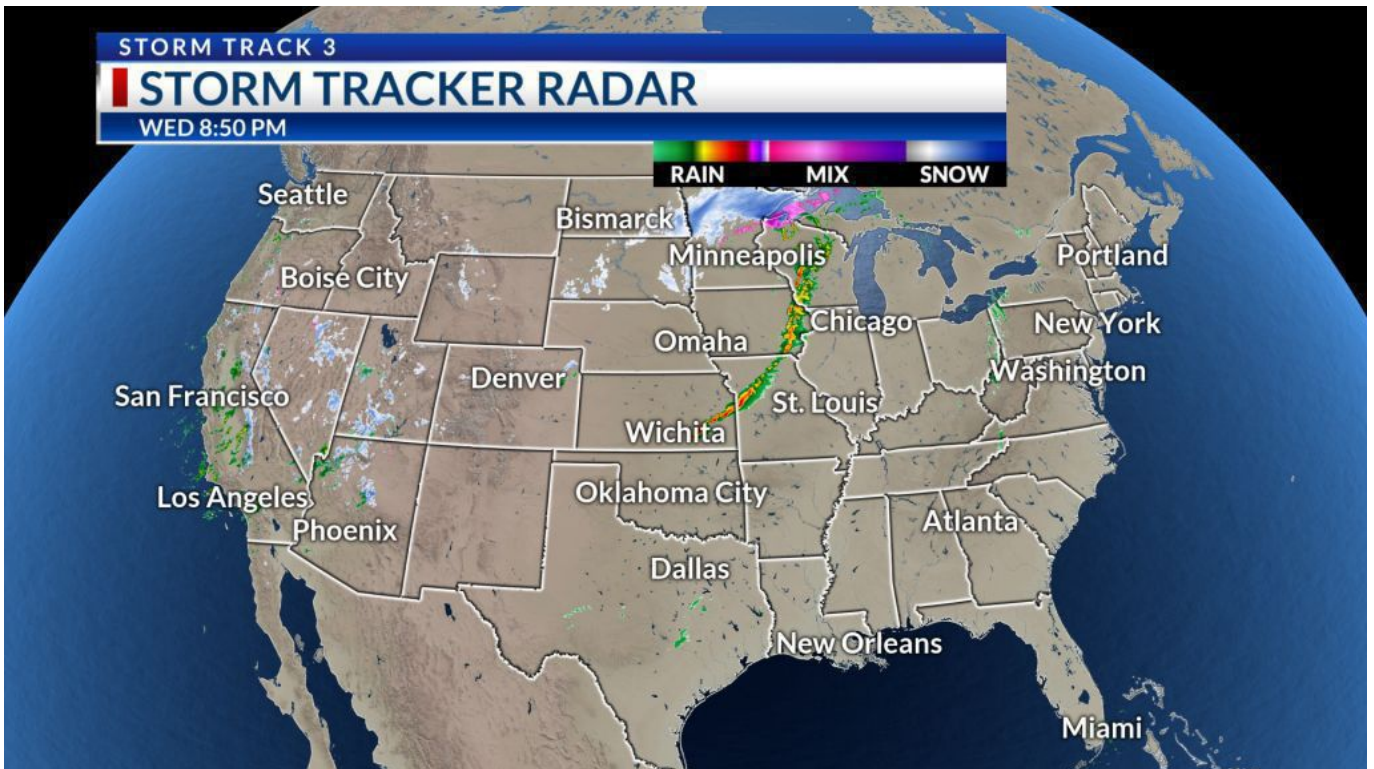 STORM TRACK 3
STORM TRACKER RADAR
WED 8:50 PM
RAIN MIX SNOW
Seattle
Bismarck
Minneapolis
Portland
Boise City
Chicago
New York
Omaha
Denver
Washington
San Francisco
St. Louis
Wichita
Los Angeles
Oklahoma City
Phoenix
Atlanta
Dallas
New Orleans
Miami